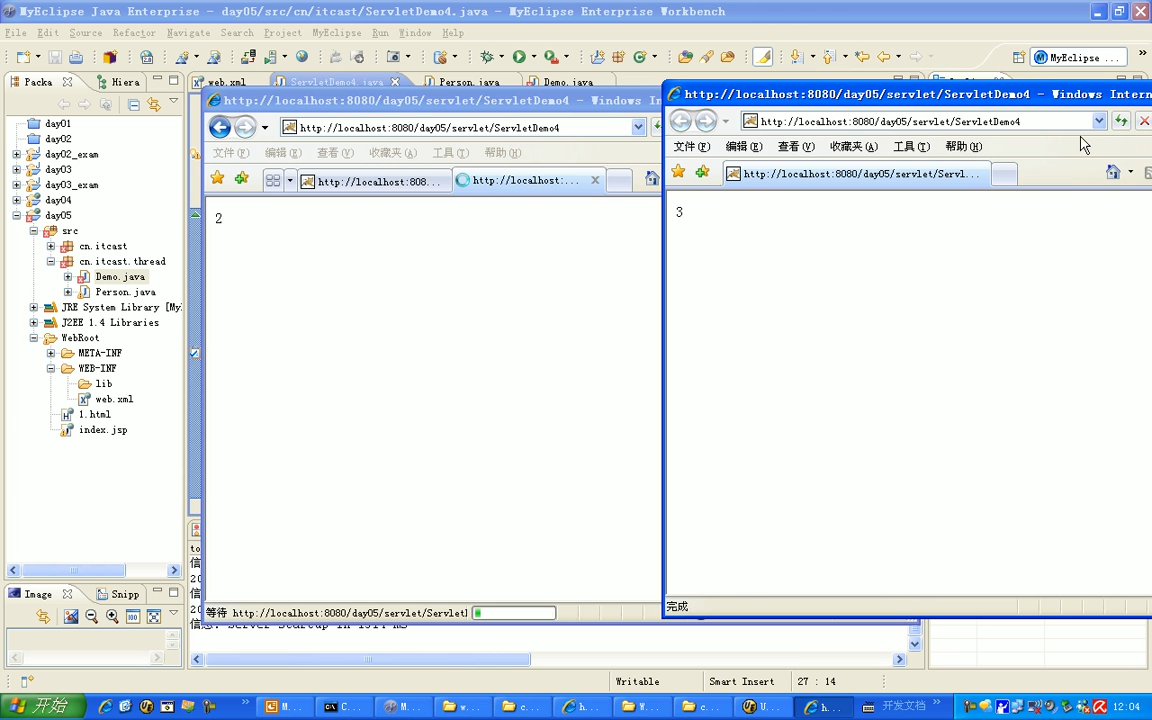 MyEclipse Java Enterprise - day05/src/cn/itcast/ServletDemo4.java - MyEclipse Enterprise Workbench
File Edit Source Refactor Navigate Search Project MyEclipse Run Window Help
MyEclipse ...
Packa
Hiera
web.xml
ServletDemo4.java
Person.java
Demo.java
day01
day02
day02_exam
day03
day03_exam
day04
day05
src
cn.itcast
cn.itcast.thread
Demo.java
Person.java
JRE System Library [My
J2EE 1.4 Libraries
WebRoot
META-INF
WEB-INF
lib
web.xml
1.html
index.jsp
http://localhost:8080/day05/servlet/ServletDemo4 - Windows In
http://localhost:8080/day05/servlet/ServletDemo4
文件(F) 编辑(E) 查看(V) 收藏夹(A) 工具(T) 帮助(H)
http://localhost:808...
http://localhost:...
2
等待 http://localhost:8080/day05/servlet/Servlet
http://localhost:8080/day05/servlet/ServletDemo4 - Windows Intern
http://localhost:8080/day05/servlet/ServletDemo4
文件(F) 编辑(E) 查看(V) 收藏夹(A) 工具(T) 帮助(H)
http://localhost:8080/day05/servlet/Servl...
3
完成
to
信
20
信
20
Image
Snipp
Writable
Smart Insert
27 : 14
开始
M...
C...
M...
w...
c...
h...
W...
c...
U...
h...
开发文档
12:04